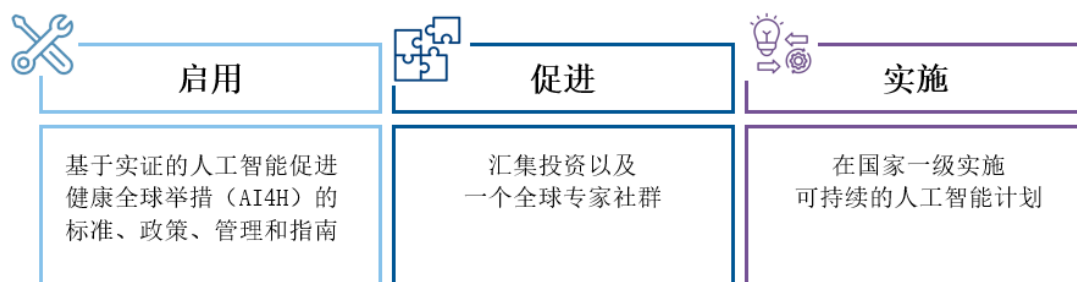 启用
基于实证的人工智能促进
健康全球举措（AI4H）的
标准、政策、管理和指南
促进
汇集投资以及
一个全球专家社群
实施
在国家一级实施
可持续的人工智能计划